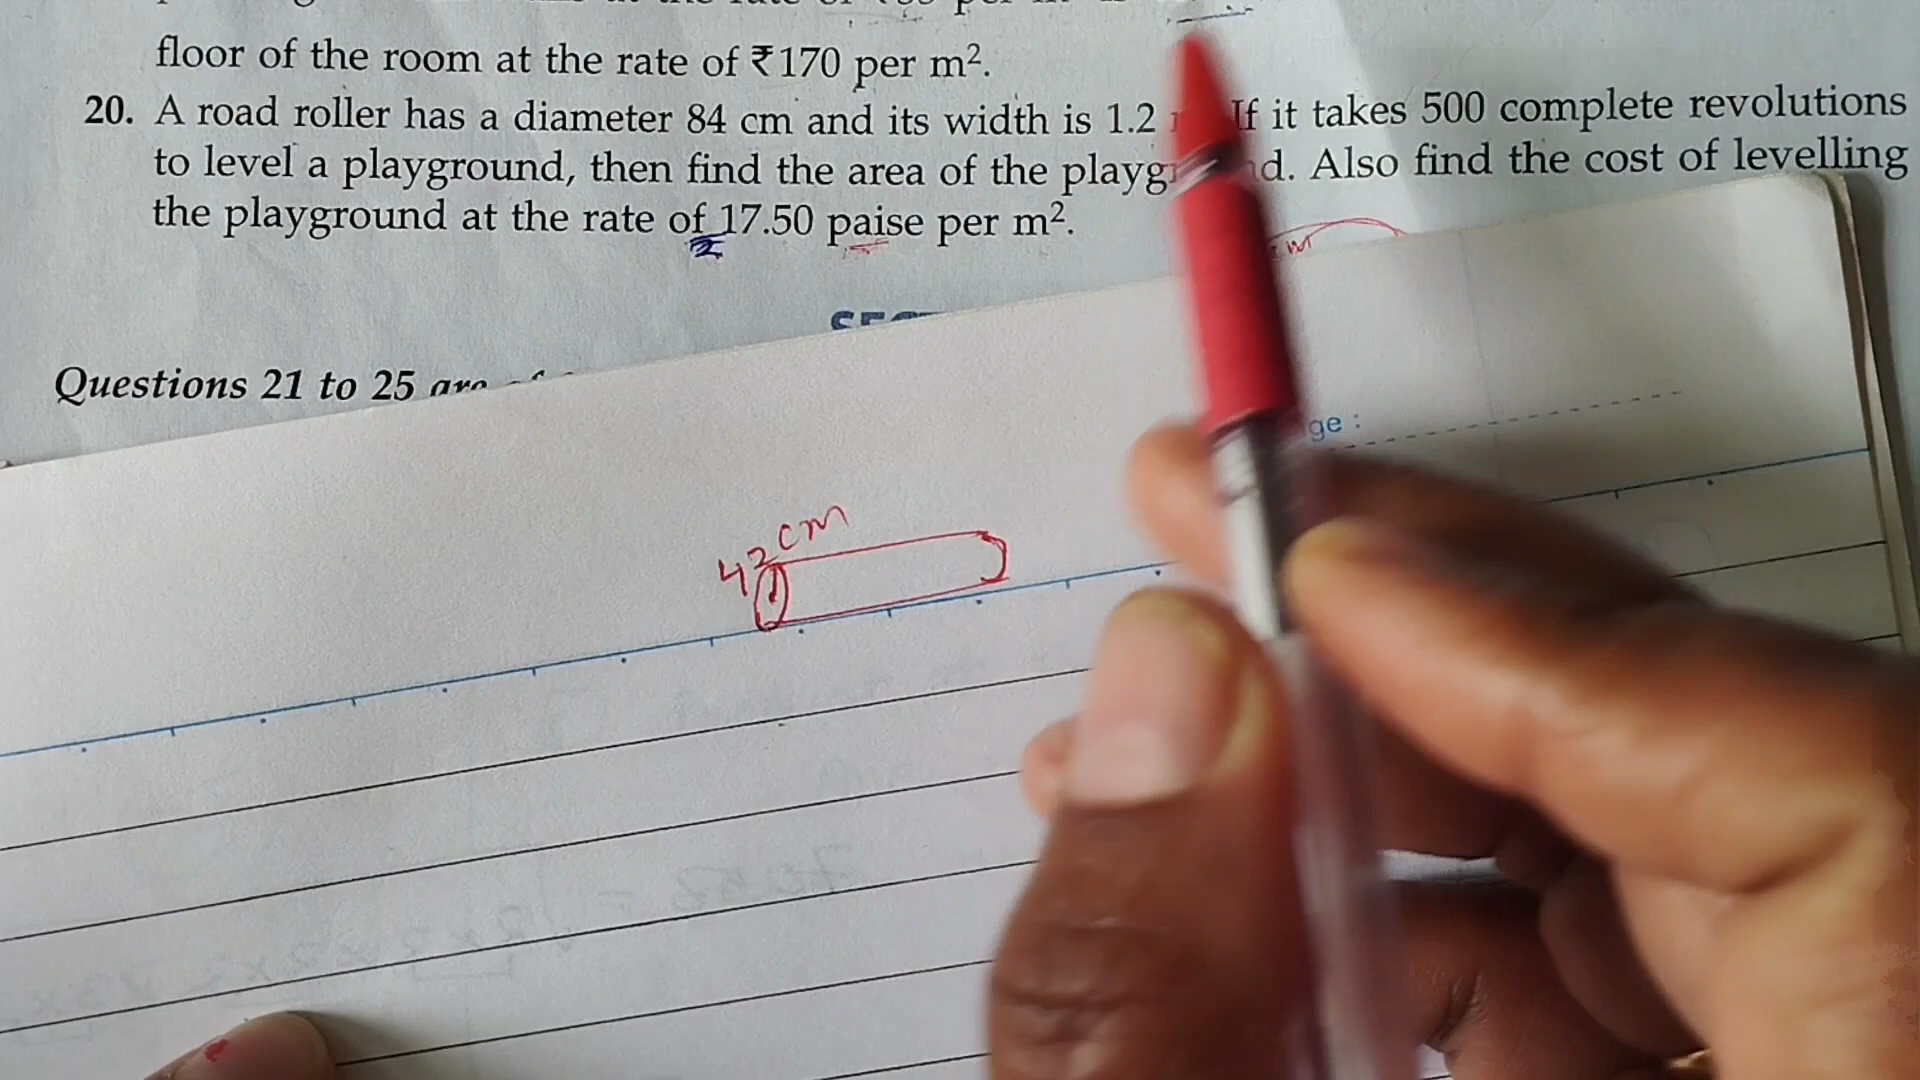 floor of the room at the rate of ₹170 per m².
20. A road roller has a diameter 84 cm and its width is 1.2 If it takes 500 complete revolutions
to level a playground, then find the area of the Also find the cost of levelling
the playground at the rate of 17.50 paise per m².
Questions 21 to 25 are
42 cm